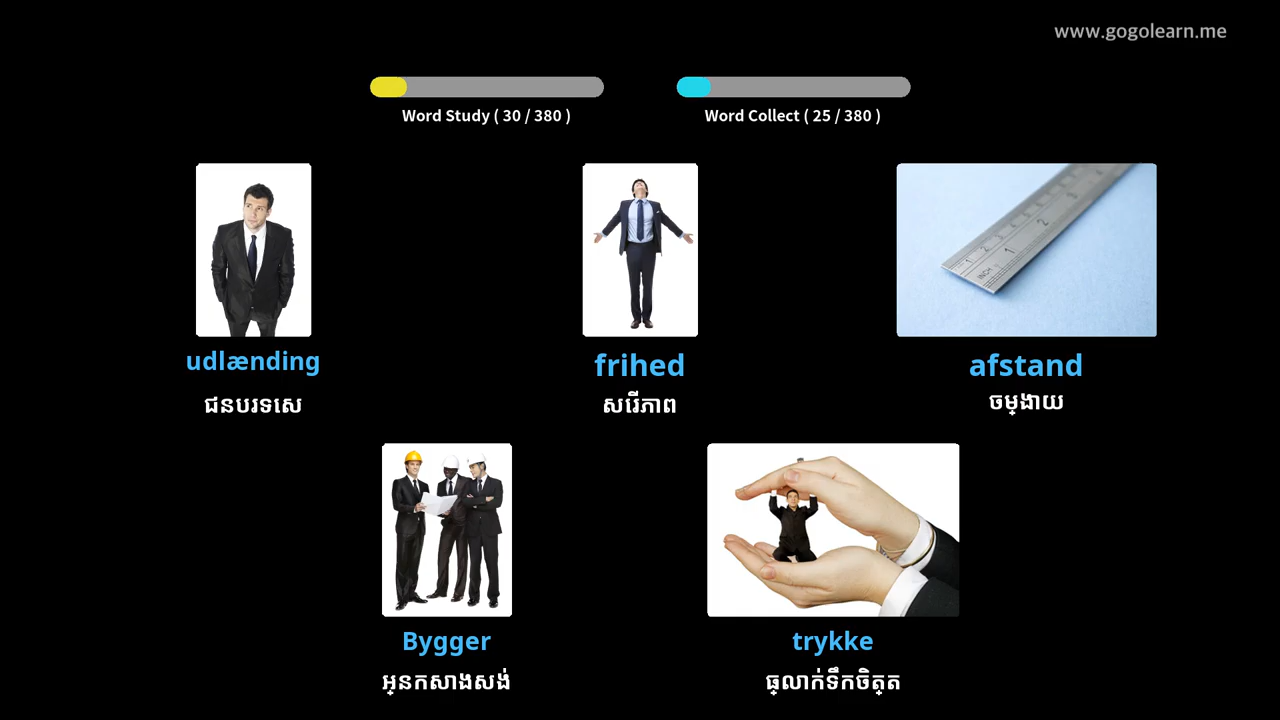 www.gogolearn.me
Word Study ( 30 / 380 )
Word Collect ( 25 / 380 )
udlænding
frihed
afstand
ជនបរទេស
សេរីភាព
ចម្ងាយ
Bygger
trykke
អ្នកសាងសង់
ធ្លាក់ទឹកចិត្ត